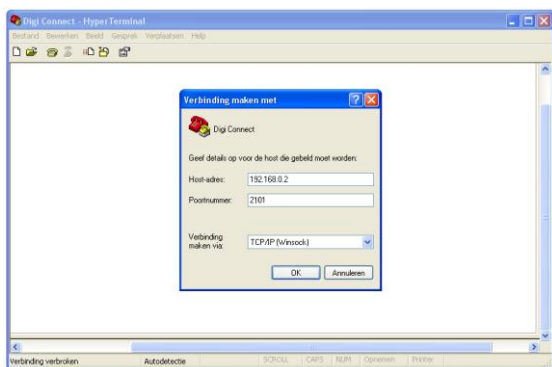 Digi Connect - HyperTerminal
Bestand Bewerken Beeld Gesprek Verplaatsen Help
Verbinding maken met
Digi Connect
Geef details op voor de host die gebeld moet worden:
Host-adres: 192.168.0.2
Poortnummer: 2101
Verbinding maken via: TCP/IP (Winsock)
OK Annuleren
Verbinding verbroken Autodetectie SCROLL CAPS NUM Opnemen Printer